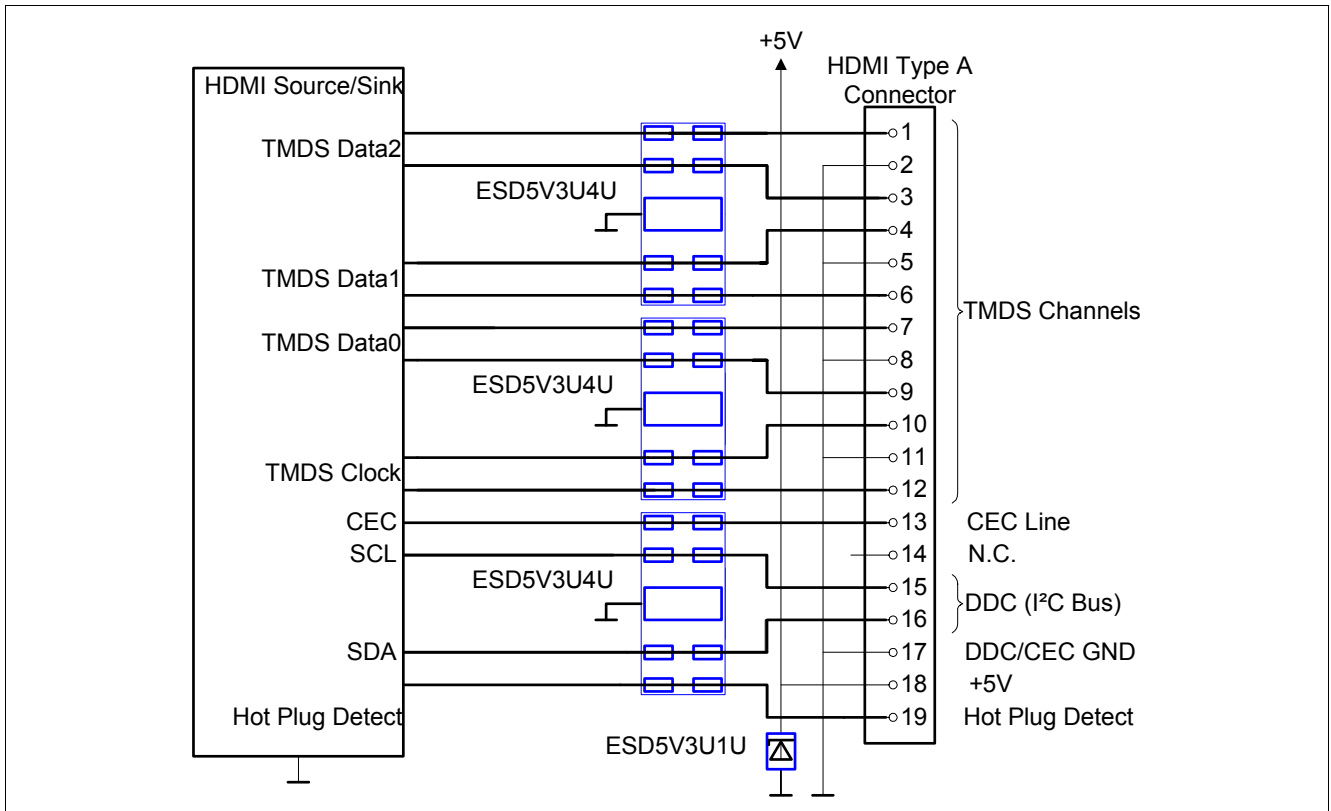 +5V
HDMI Type A
Connector
HDMI Source/Sink
TMDS Data2
ESD5V3U4U
TMDS Data1
TMDS Data0
ESD5V3U4U
TMDS Clock
CEC
SCL
ESD5V3U4U
SDA
Hot Plug Detect
ESD5V3U1U
1
2
3
4
5
6
7
8
9
10
11
12
13
14
15
16
17
18
19
TMDS Channels
CEC Line
N.C.
DDC (I²C Bus)
DDC/CEC GND
+5V
Hot Plug Detect